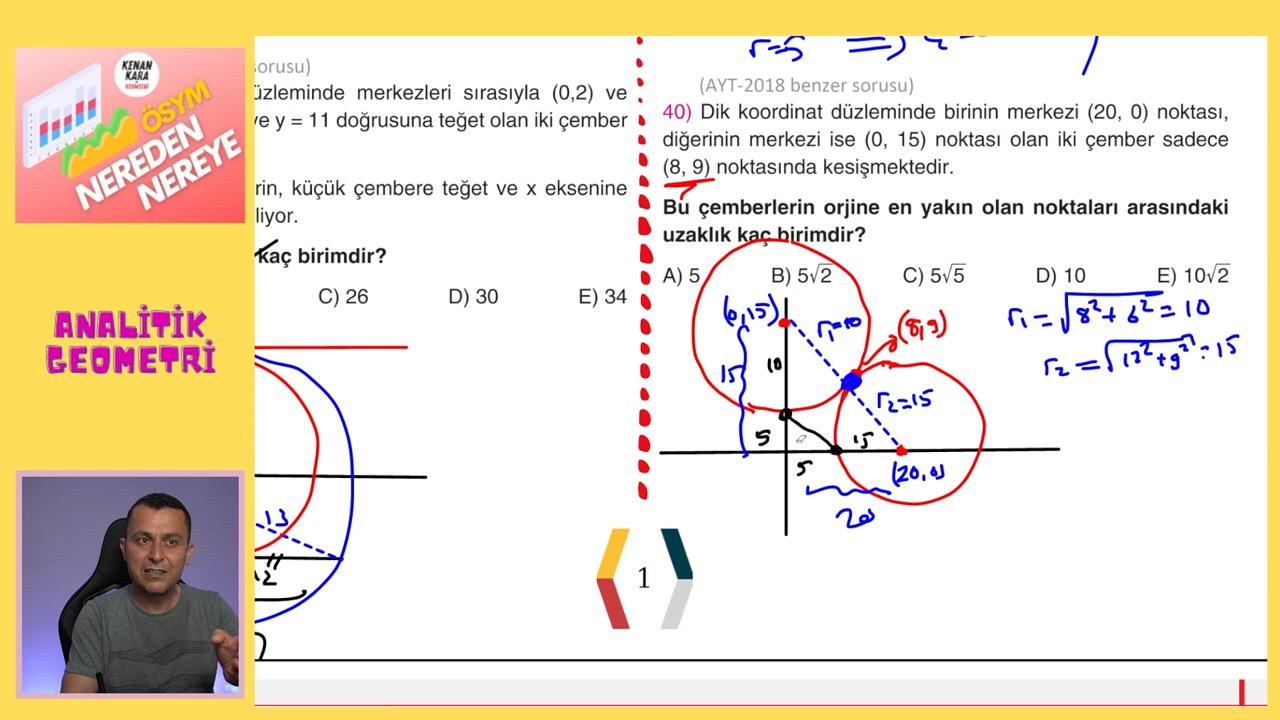 KENAN
KARA
GEOMETRİ
ÖSYM
NEREDEN
NEREYE
ANALİTİK
GEOMETRİ
sorusu)
üzleminde merkezleri sırasıyla (0,2) ve
ve y = 11 doğrusuna teğet olan iki çember
rin, küçük çembere teğet ve x eksenine
liyor.
kaç birimdir?
C) 26 D) 30 E) 34
13
12
r=5 ⇒
(AYT-2018 benzer sorusu)
40) Dik koordinat düzleminde birinin merkezi (20, 0) noktası,
diğerinin merkezi ise (0, 15) noktası olan iki çember sadece
(8, 9) noktasında kesişmektedir.
Bu çemberlerin orjine en yakın olan noktaları arasındaki
uzaklık kaç birimdir?
A) 5 B) 5√2 C) 5√5 D) 10 E) 10√2
r₁ = √8² + 6² = 10
r₂ = √12² + 9² = 15
(0,15)
r₁=10
(8,9)
15
10
r₂=15
5
15
5
(20,0)
20
1